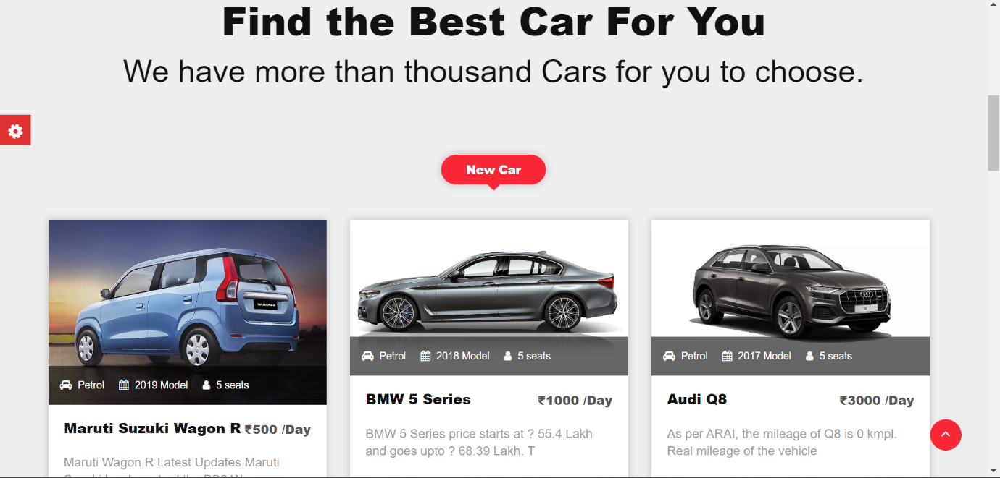 Find the Best Car For You
We have more than thousand Cars for you to choose.
New Car
WAGONR
Petrol 2019 Model 5 seats
Maruti Suzuki Wagon R ₹500 /Day
Maruti Wagon R Latest Updates Maruti
Petrol 2018 Model 5 seats
BMW 5 Series ₹1000 /Day
BMW 5 Series price starts at ? 55.4 Lakh
and goes upto ? 68.39 Lakh. T
Petrol 2017 Model 5 seats
Audi Q8 ₹3000 /Day
As per ARAI, the mileage of Q8 is 0 kmpl.
Real mileage of the vehicle